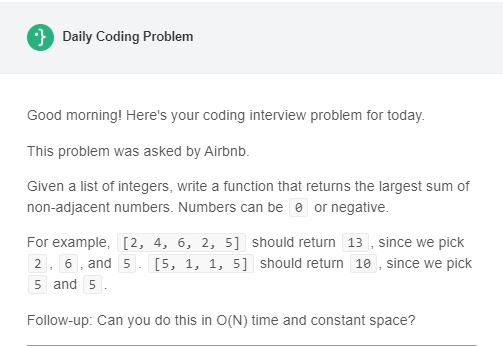 Daily Coding Problem
Good morning! Here's your coding interview problem for today.
This problem was asked by Airbnb.
Given a list of integers, write a function that returns the largest sum of
non-adjacent numbers. Numbers can be 0 or negative.
For example, [2, 4, 6, 2, 5] should return 13, since we pick
2, 6, and 5. [5, 1, 1, 5] should return 10, since we pick
5 and 5.
Follow-up: Can you do this in O(N) time and constant space?